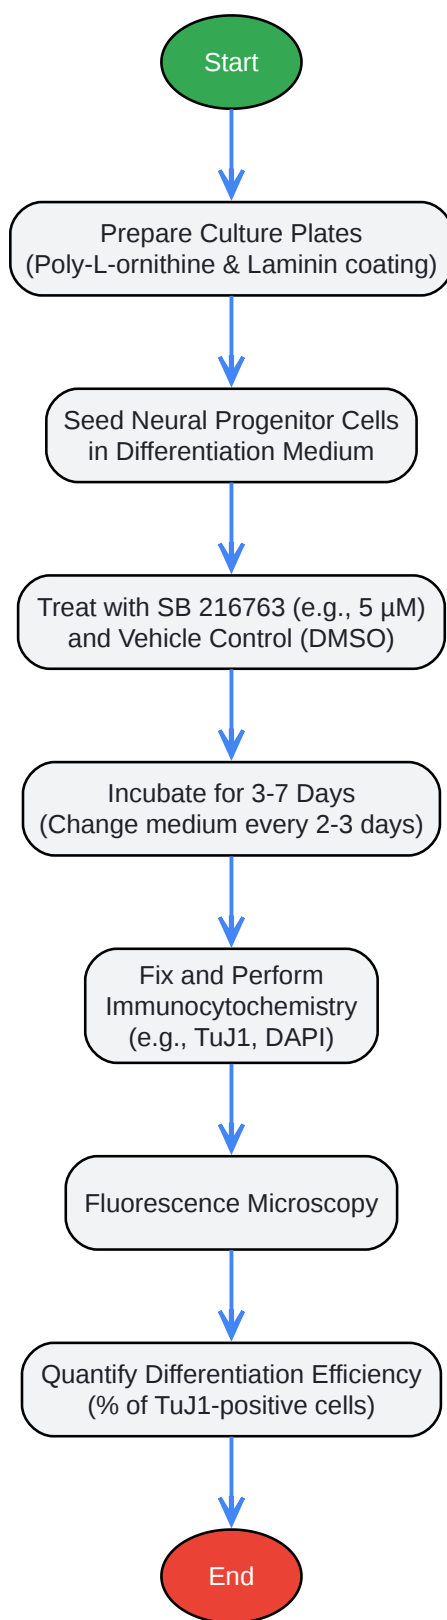 Start
Prepare Culture Plates
(Poly-L-ornithine & Laminin coating)
Seed Neural Progenitor Cells
in Differentiation Medium
Treat with SB 216763 (e.g., 5 µM)
and Vehicle Control (DMSO)
Incubate for 3-7 Days
(Change medium every 2-3 days)
Fix and Perform
Immunocytochemistry
(e.g., TuJ1, DAPI)
Fluorescence Microscopy
Quantify Differentiation Efficiency
(% of TuJ1-positive cells)
End